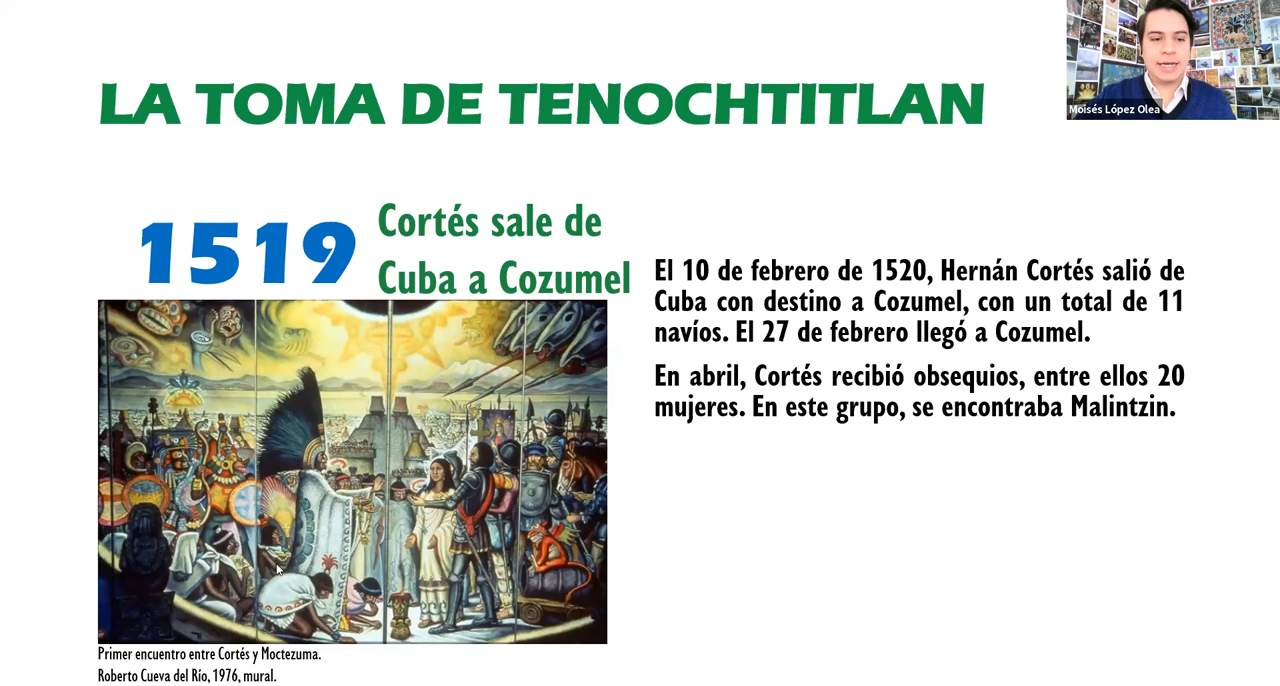 LA TOMA DE TENOCHTITLAN
Moisés López Olea
1519
Cortés sale de
Cuba a Cozumel
El 10 de febrero de 1520, Hernán Cortés salió de
Cuba con destino a Cozumel, con un total de 11
navíos. El 27 de febrero llegó a Cozumel.
En abril, Cortés recibió obsequios, entre ellos 20
mujeres. En este grupo, se encontraba Malintzin.
Primer encuentro entre Cortés y Moctezuma.
Roberto Cueva del Río, 1976, mural.